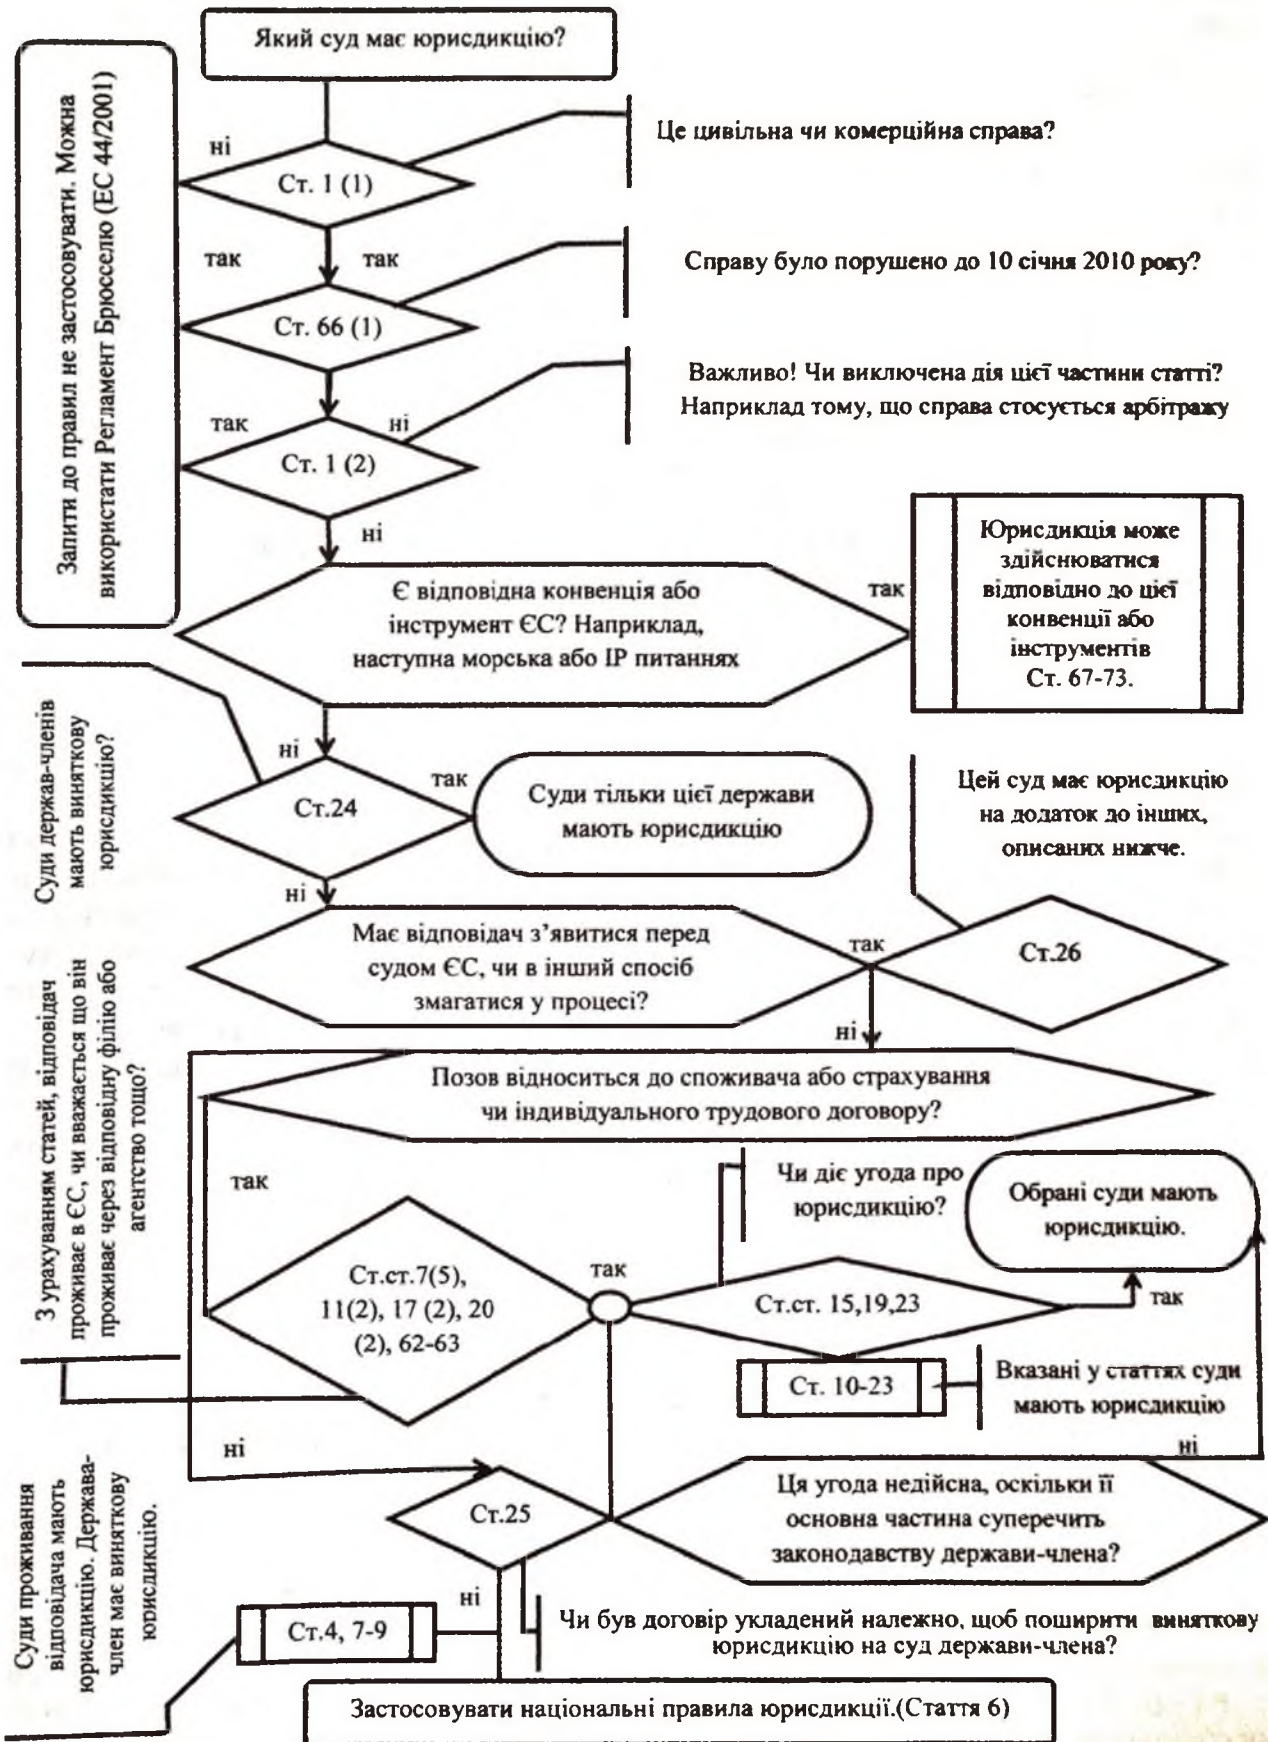 Який суд має юрисдикцію?
Запити до правил не застосовувати. Можна
використати Регламент Брюсселю (ЕС 44/2001)
ні
Ст. 1 (1)
Це цивільна чи комерційна справа?
так
так
Ст. 66 (1)
Справу було порушено до 10 січня 2010 року?
так
ні
Ст. 1 (2)
Важливо! Чи виключена дія цієї частини статті?
Наприклад тому, що справа стосується арбітражу
ні
Є відповідна конвенція або
інструмент ЄС? Наприклад,
наступна морська або ІР питаннях
так
Юрисдикція може
здійснюватися
відповідно до цієї
конвенції або
інструментів
Ст. 67-73.
Суди держав-членів
мають виняткову
юрисдикцію?
ні
Ст.24
так
Суди тільки цієї держави
мають юрисдикцію
Цей суд має юрисдикцію
на додаток до інших,
описаних нижче.
ні
Має відповідач з’явитися перед
судом ЄС, чи в інший спосіб
змагатися у процесі?
так
Ст.26
ні
З урахуванням статей, відповідач
проживає в ЄС, чи вважається що він
проживає через відповідну філію або
агентство тощо?
Позов відноситься до споживача або страхування
чи індивідуального трудового договору?
так
Ст.ст.7(5),
11(2), 17 (2), 20
(2), 62-63
так
Чи діє угода про
юрисдикцію?
Обрані суди мають
юрисдикцію.
Ст.ст. 15,19,23
так
Ст. 10-23
Вказані у статтях суди
мають юрисдикцію
ні
ні
Ст.25
Ця угода недійсна, оскільки її
основна частина суперечить
законодавству держави-члена?
Суди проживання
відповідача мають
юрисдикцію. Держава-
член має виняткову
юрисдикцію.
ні
Ст.4, 7-9
Чи був договір укладений належно, щоб поширити виняткову
юрисдикцію на суд держави-члена?
Застосовувати національні правила юрисдикції.(Стаття 6)